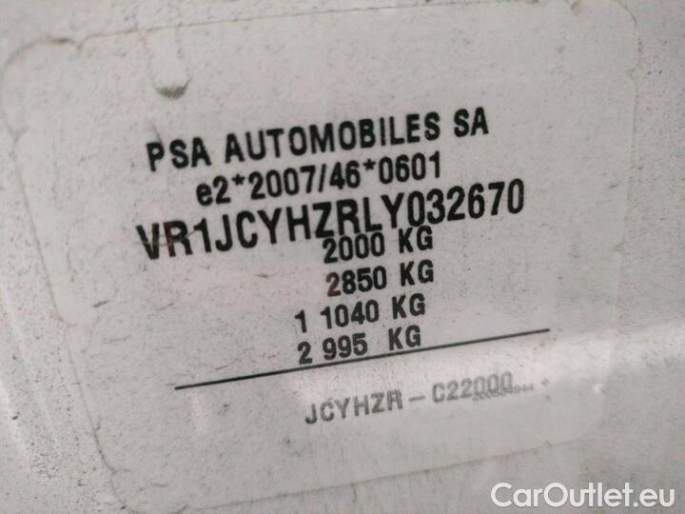 PSA AUTOMOBILES SA
e2*2007/46*0601
VR1JCYHZRLY032670
2000 KG
2850 KG
1 1040 KG
2 995 KG
JCYHZR - C22000
CarOutlet.eu